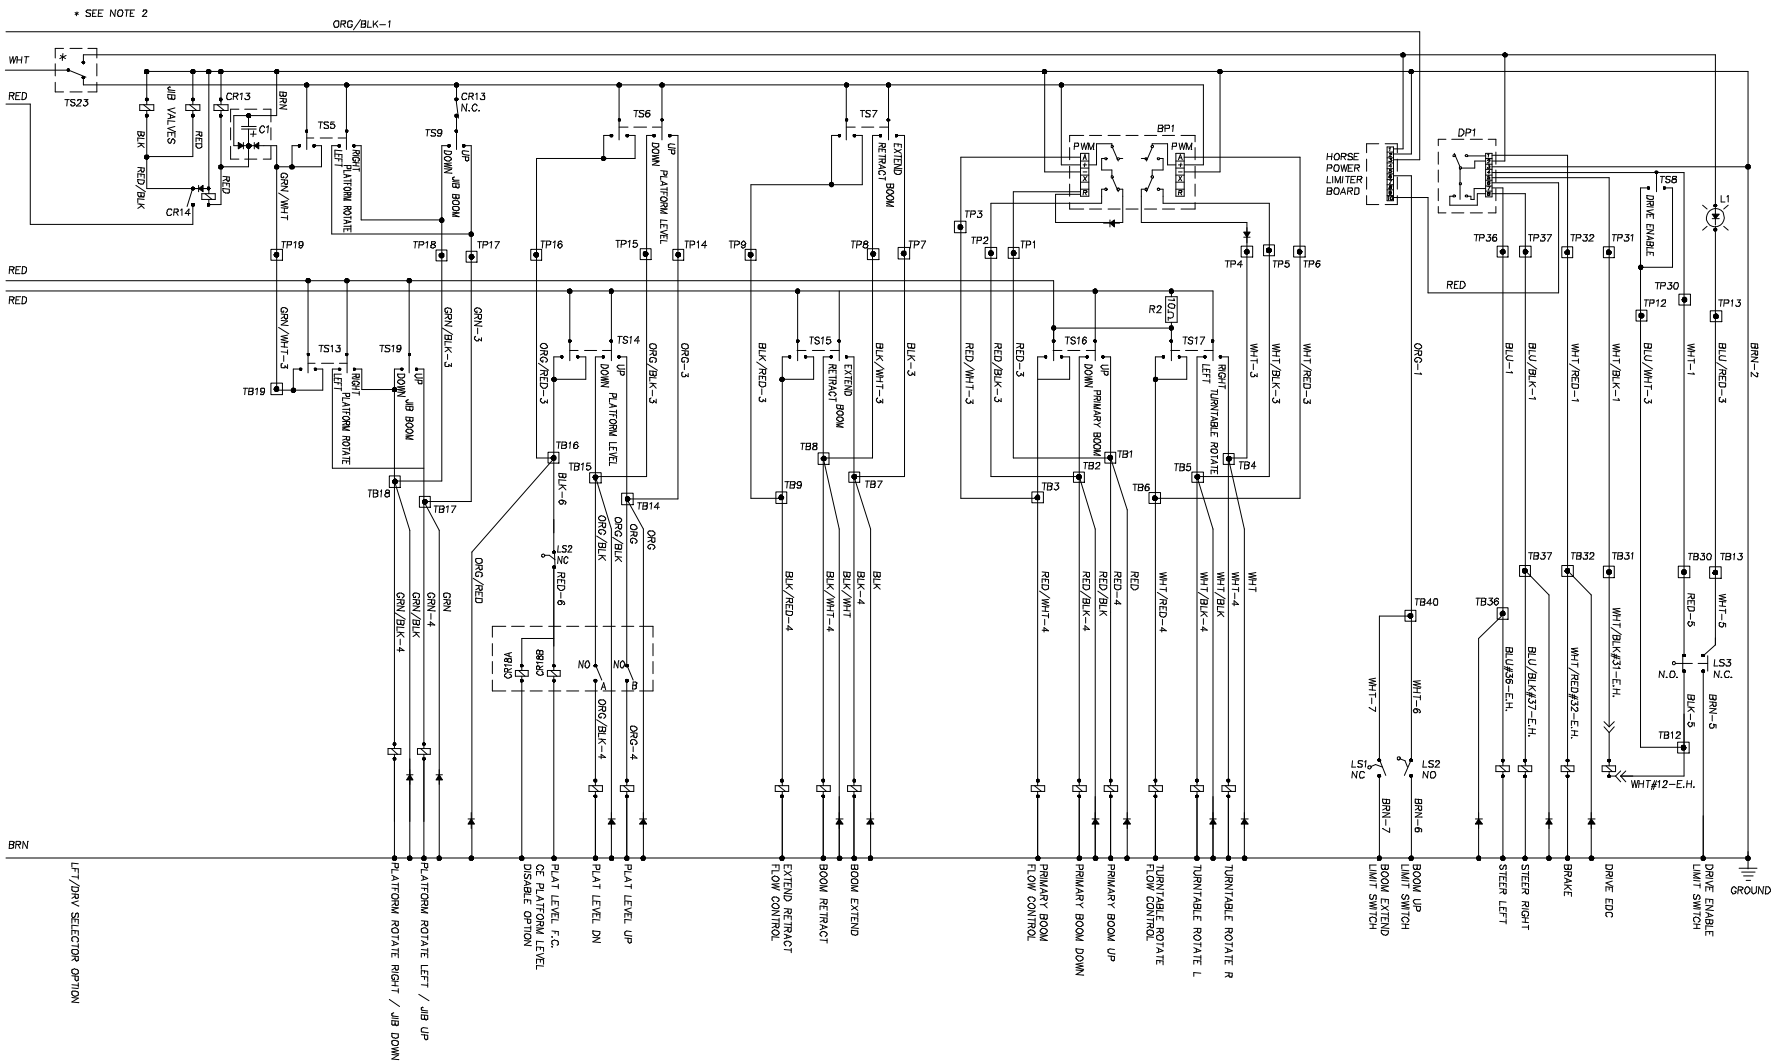 * SEE NOTE 2
ORG/BLK-1
WHT
*
TS23
RED
JIB VALVES
BLK
RED
RED/BLK
CR14
CR13
RED
C1
+
BRN
GRN/WHT
TS5
LEFT
RIGHT
PLATFORM ROTATE
CR13
N.C.
TS9
DOWN
UP
JIB BOOM
TS6
DOWN
UP
PLATFORM LEVEL
TS7
RETRACT
EXTEND
BOOM
BP1
PWM
PWM
A
+
-
X
R
A
+
-
X
R
HORSE
POWER
LIMITER
BOARD
DP1
TS8
DRIVE ENABLE
L1
TP19
TP18
TP17
TP16
TP15
TP14
TP9
TP8
TP7
TP3
TP2
TP1
TP4
TP5
TP6
TP36
TP37
TP32
TP31
TP12
TP30
TP13
RED
RED
RED
GRN/WHT-3
TS13
LEFT
RIGHT
PLATFORM ROTATE
TS19
DOWN
UP
JIB BOOM
GRN/BLK-3
GRN-3
ORG/RED-3
TS14
DOWN
UP
PLATFORM LEVEL
ORG/BLK-3
ORG-3
BLK/RED-3
TS15
RETRACT
EXTEND
BOOM
BLK/WHT-3
BLK-3
RED/WHT-3
RED/BLK-3
RED-3
TS16
DOWN
UP
PRIMARY BOOM
R2
10
TS17
LEFT
RIGHT
TURNTABLE ROTATE
WHT-3
WHT/BLK-3
WHT/RED-3
ORG-1
BLU-1
BLU/BLK-1
WHT/RED-1
WHT/BLK-1
BLU/WHT-3
WHT-1
BLU/RED-3
BRN-2
TB19
TB18
TB17
TB16
TB15
TB14
TB9
TB8
TB7
TB3
TB2
TB1
TB6
TB5
TB4
TB40
TB36
TB37
TB32
TB31
TB30
TB13
TB12
GRN/BLK-4
GRN/BLK
GRN-4
GRN
ORG/RED
BLK-6
LS2
NC
RED-6
CR18A
CR18B
ORG/BLK
ORG/BLK
ORG
ORG
NO
A
NO
B
ORG/BLK-4
ORG-4
BLK/RED-4
BLK/WHT-4
BLK/WHT
BLK-4
BLK
RED/WHT-4
RED/BLK-4
RED/BLK
RED-4
RED
WHT/RED-4
WHT/BLK-4
WHT/BLK
WHT-4
WHT
WHT-7
WHT-6
LS1
NC
LS2
NO
BRN-7
BRN-6
BLU#36-E.H.
BLU/BLK#37-E.H.
WHT/RED#32-E.H.
WHT/BLK#31-E.H.
WHT#12-E.H.
RED-5
WHT-5
LS3
N.O.
N.C.
BLK-5
BRN-5
BRN
GROUND
LFT/DRV SELECTOR OPTION
PLATFORM ROTATE RIGHT / JIB DOWN
PLATFORM ROTATE LEFT / JIB UP
CE PLATFORM LEVEL
DISABLE OPTION
PLAT LEVEL F.C.
PLAT LEVEL DN
PLAT LEVEL UP
EXTEND RETRACT
FLOW CONTROL
BOOM RETRACT
BOOM EXTEND
PRIMARY BOOM
FLOW CONTROL
PRIMARY BOOM DOWN
PRIMARY BOOM UP
TURNTABLE ROTATE
FLOW CONTROL
TURNTABLE ROTATE L
TURNTABLE ROTATE R
BOOM EXTEND
LIMIT SWITCH
BOOM UP
LIMIT SWITCH
STEER LEFT
STEER RIGHT
BRAKE
DRIVE EDC
DRIVE ENABLE
LIMIT SWITCH